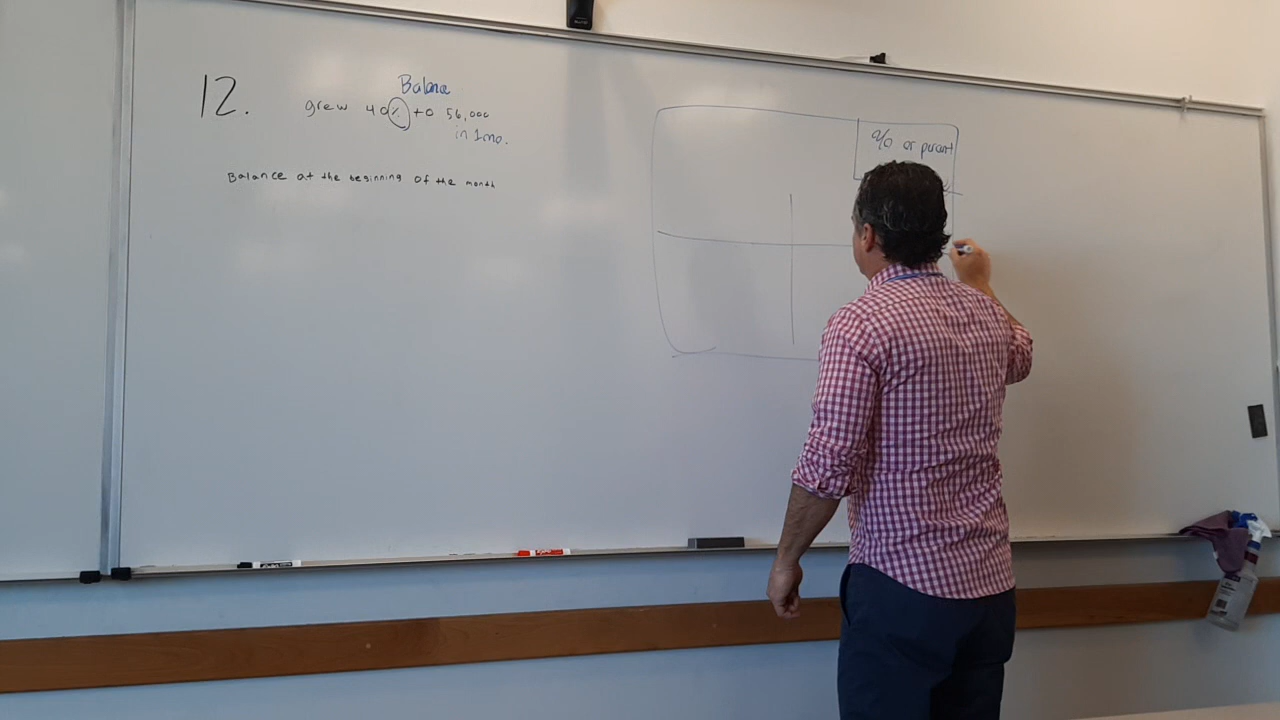 12.
Balance
grew 40% to 56,000
in 1mo.
Balance at the beginning of the month
% or percent